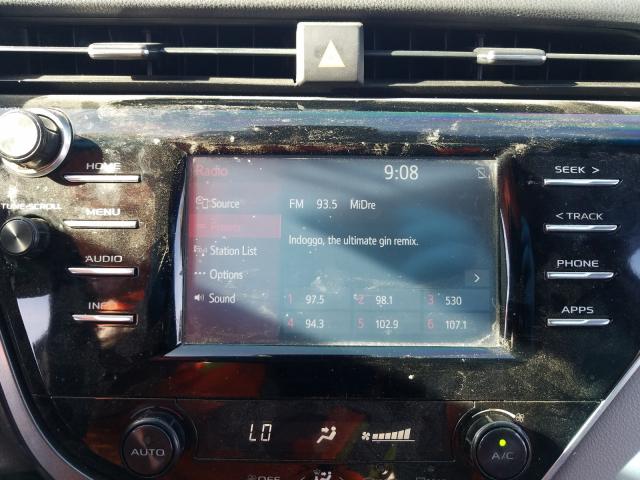 HOME
MENU
AUDIO
TUNE•SCROLL
Radio 9:08
Source
Presets
Station List
Options
Sound
FM 93.5 MiDre
Indoggo, the ultimate gin remix.
1 97.5 2 98.1 3 530
4 94.3 5 102.9 6 107.1
SEEK >
< TRACK
PHONE
APPS
AUTO
LO
A/C
OFF